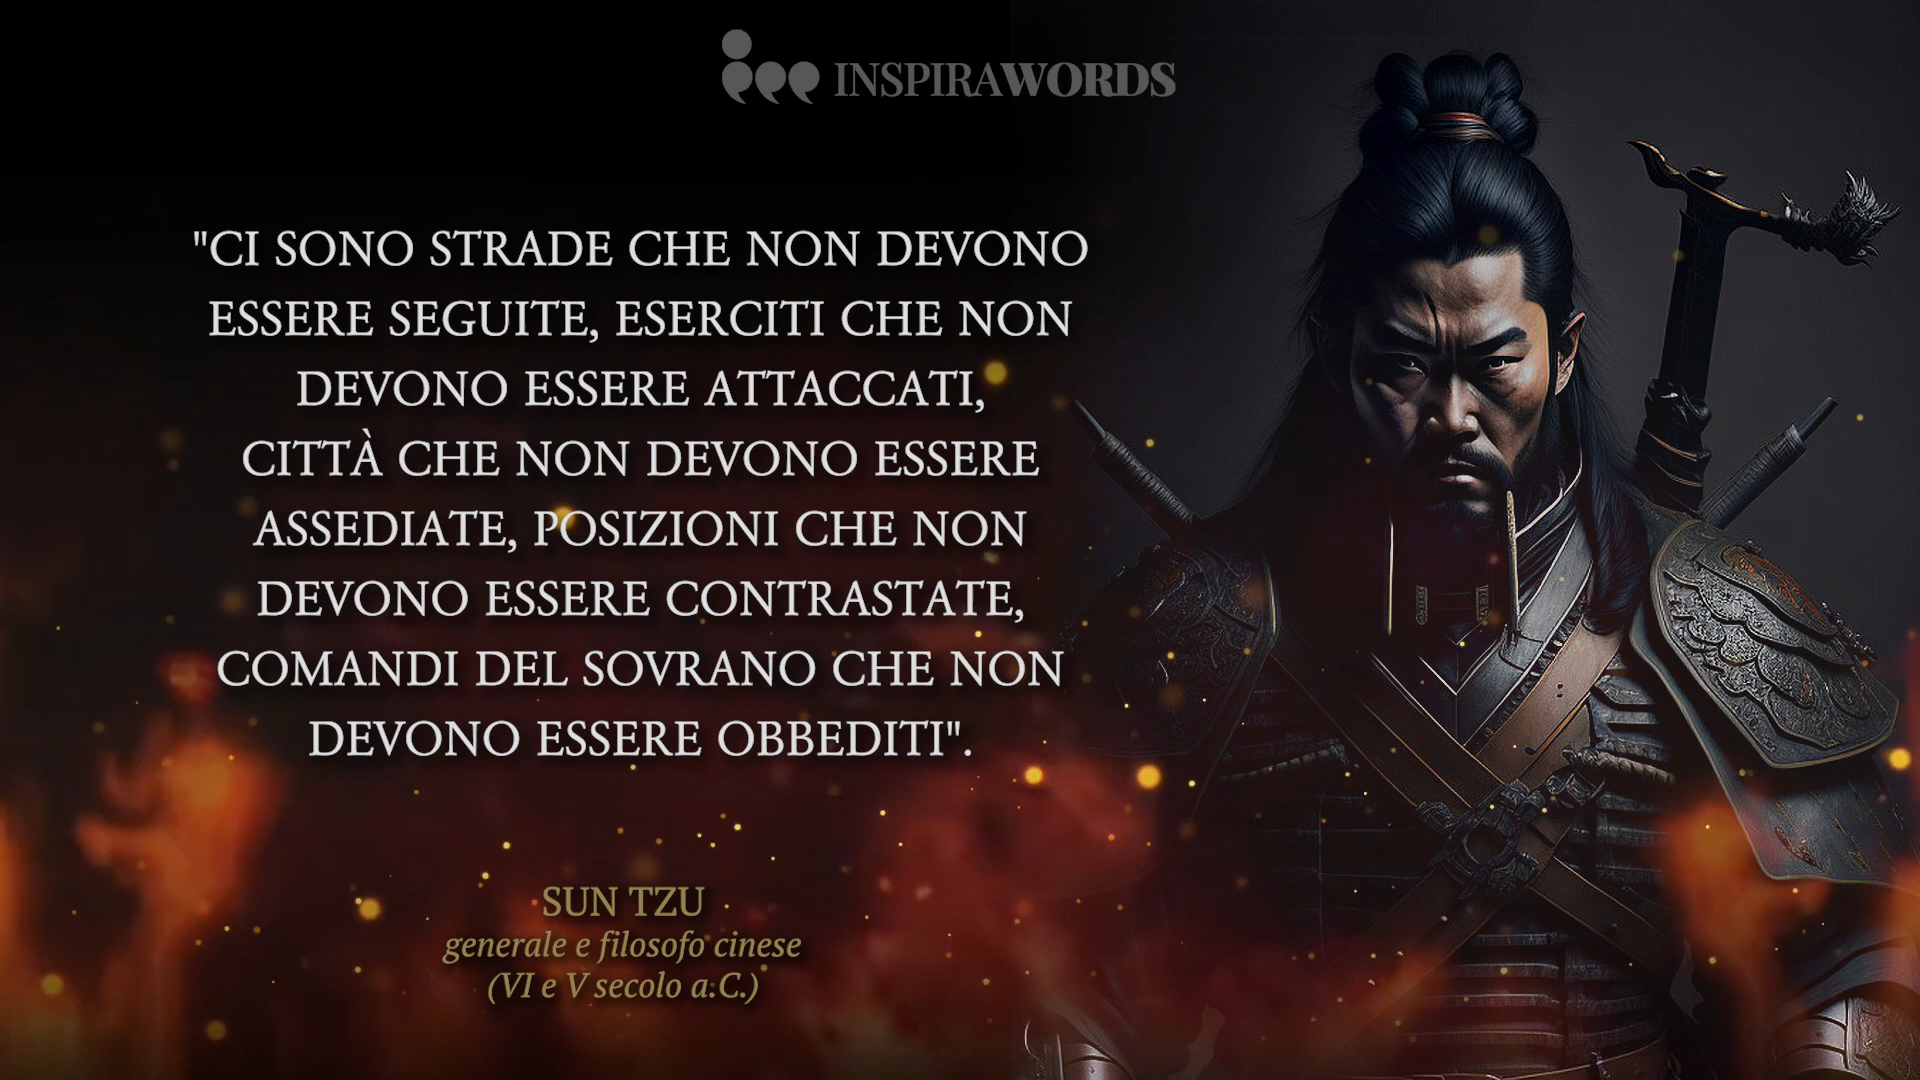 INSPIRAWORDS
"CI SONO STRADE CHE NON DEVONO
ESSERE SEGUITE, ESERCITI CHE NON
DEVONO ESSERE ATTACCATI,
CITTÀ CHE NON DEVONO ESSERE
ASSEDIATE, POSIZIONI CHE NON
DEVONO ESSERE CONTRASTATE,
COMANDI DEL SOVRANO CHE NON
DEVONO ESSERE OBBEDITI".
SUN TZU
generale e filosofo cinese
(VI e V secolo a.C.)